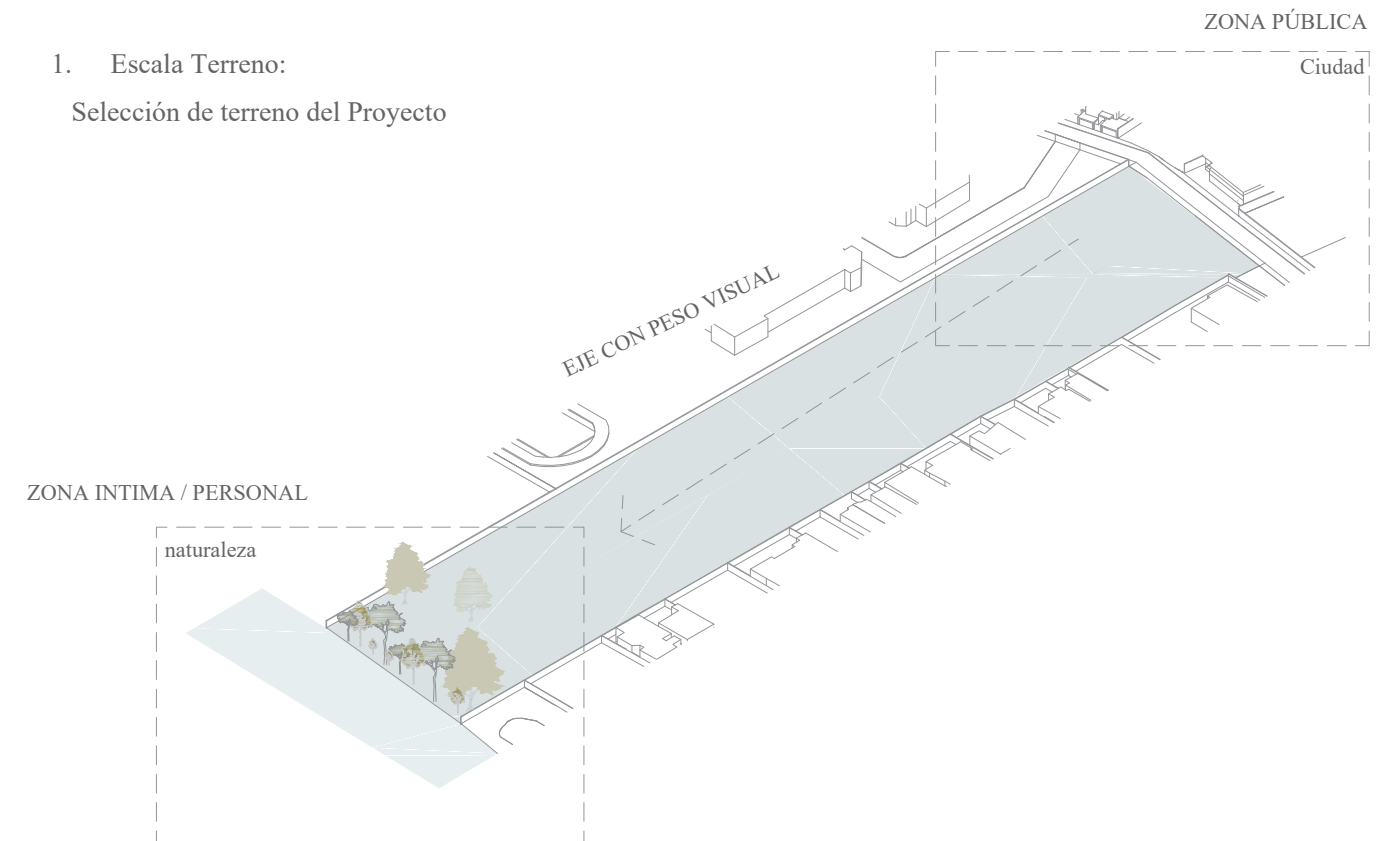 ZONA PÚBLICA
Ciudad
1. Escala Terreno:
Selección de terreno del Proyecto
EJE CON PESO VISUAL
ZONA INTIMA / PERSONAL
naturaleza